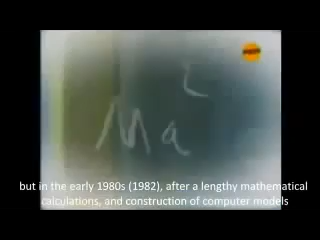 Ma
but in the early 1980s (1982), after a lengthy mathematical
calculations, and construction of computer models